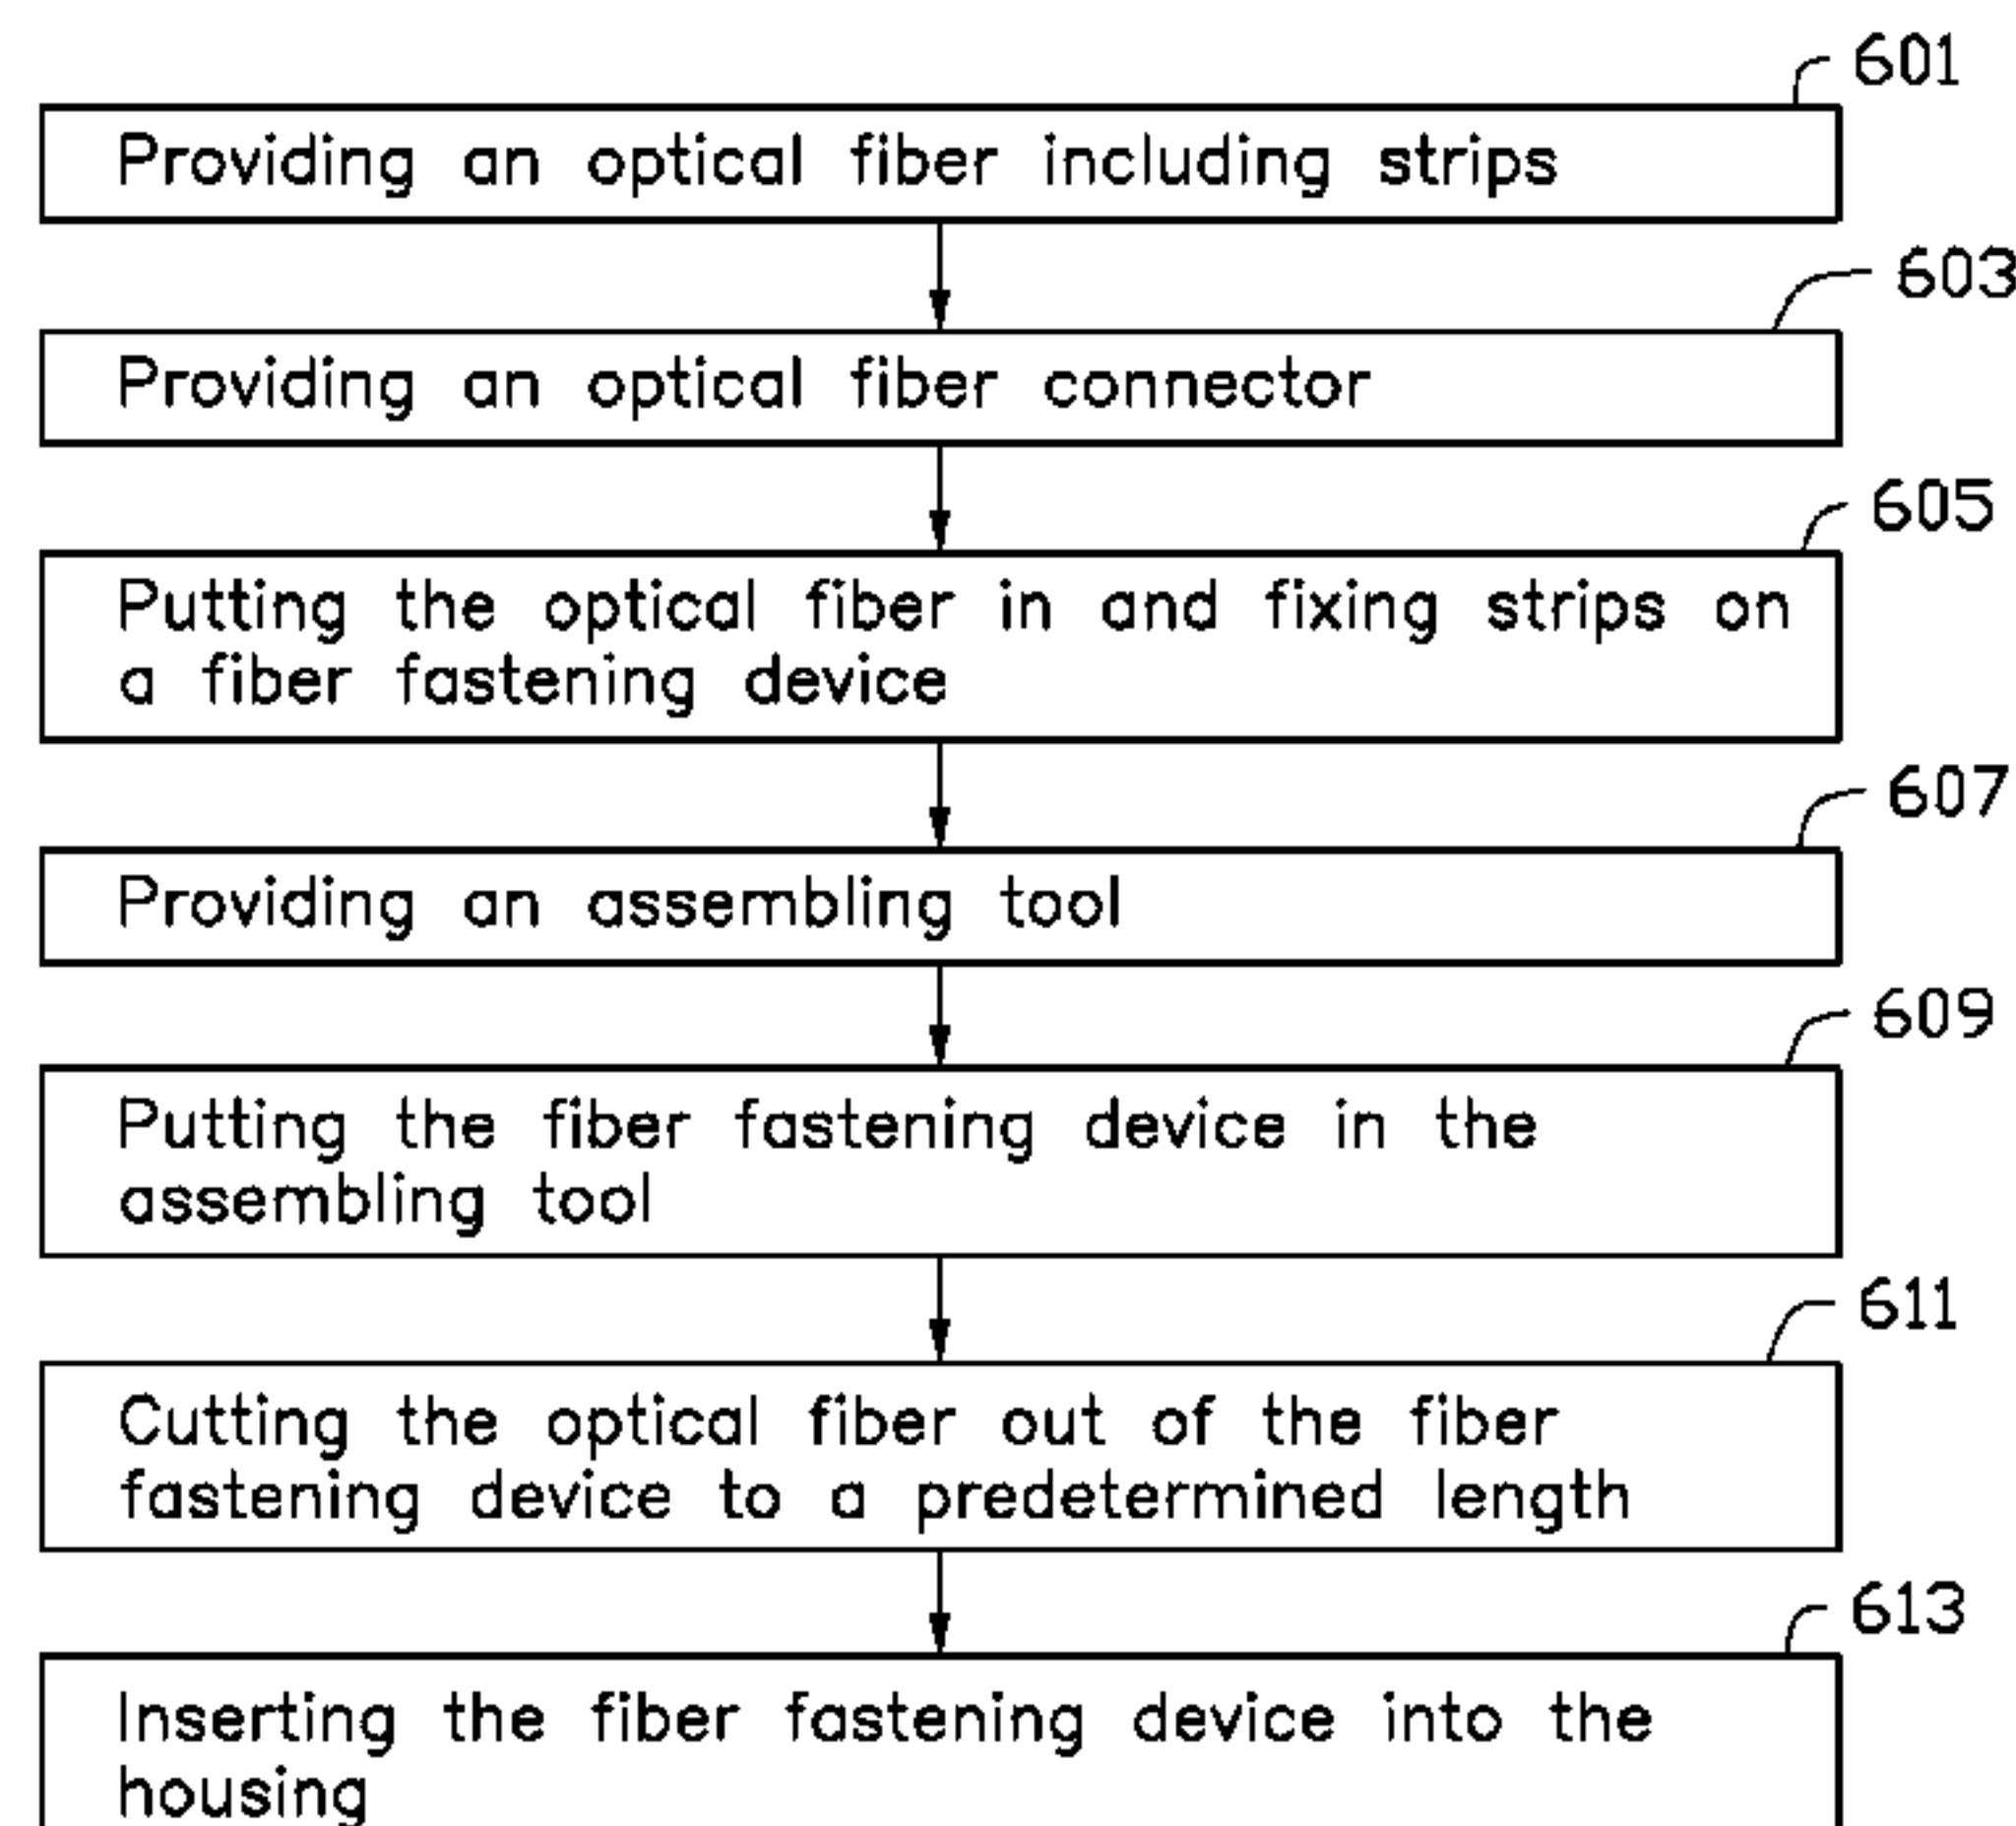 601
Providing an optical fiber including strips
603
Providing an optical fiber connector
605
Putting the optical fiber in and fixing strips on
a fiber fastening device
607
Providing an assembling tool
609
Putting the fiber fastening device in the
assembling tool
611
Cutting the optical fiber out of the fiber
fastening device to a predetermined length
613
Inserting the fiber fastening device into the
housing